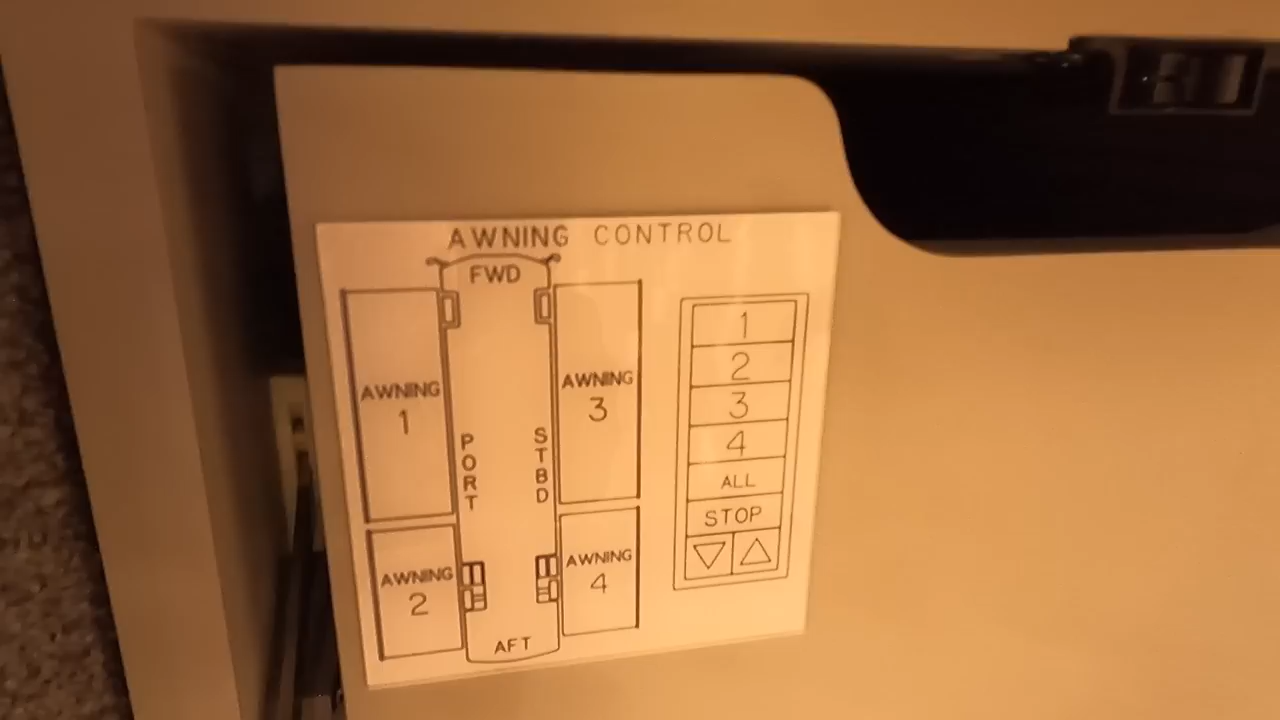 AWNING CONTROL
FWD
AWNING
1
AWNING
3
PORT
STBD
AWNING
2
AWNING
4
AFT
1
2
3
4
ALL
STOP